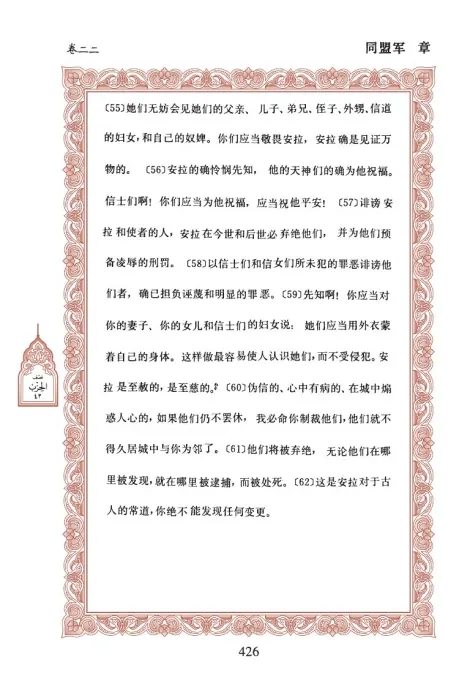 卷二二
同盟军 章
〔55〕她们无妨会见她们的父亲、儿子、弟兄、侄子、外甥、信道
的妇女,和自己的奴婢。你们应当敬畏安拉,安拉确是见证万
物的。〔56〕安拉的确怜悯先知,他的天神们的确为他祝福。
信士们啊!你们应当为他祝福,应当祝他平安!〔57〕诽谤安
拉和使者的人,安拉在今世和后世必弃绝他们,并为他们预
备凌辱的刑罚。〔58〕以信士们和信女们所未犯的罪恶诽谤他
们者,确已担负诬蔑和明显的罪恶。〔59〕先知啊!你应当对
你的妻子、你的女儿和信士们的妇女说:她们应当用外衣蒙
着自己的身体。这样做最容易使人认识她们,而不受侵犯。安
拉是至赦的,是至慈的。〔60〕伪信的、心中有病的、在城中煽
惑人心的,如果他们仍不罢休,我必命你制裁他们,他们就不
得久居城中与你为邻了。〔61〕他们将被弃绝,无论他们在哪
里被发现,就在哪里被逮捕,而被处死。〔62〕这是安拉对于古
人的常道,你绝不能发现任何变更。
الحزب
٤٣
426